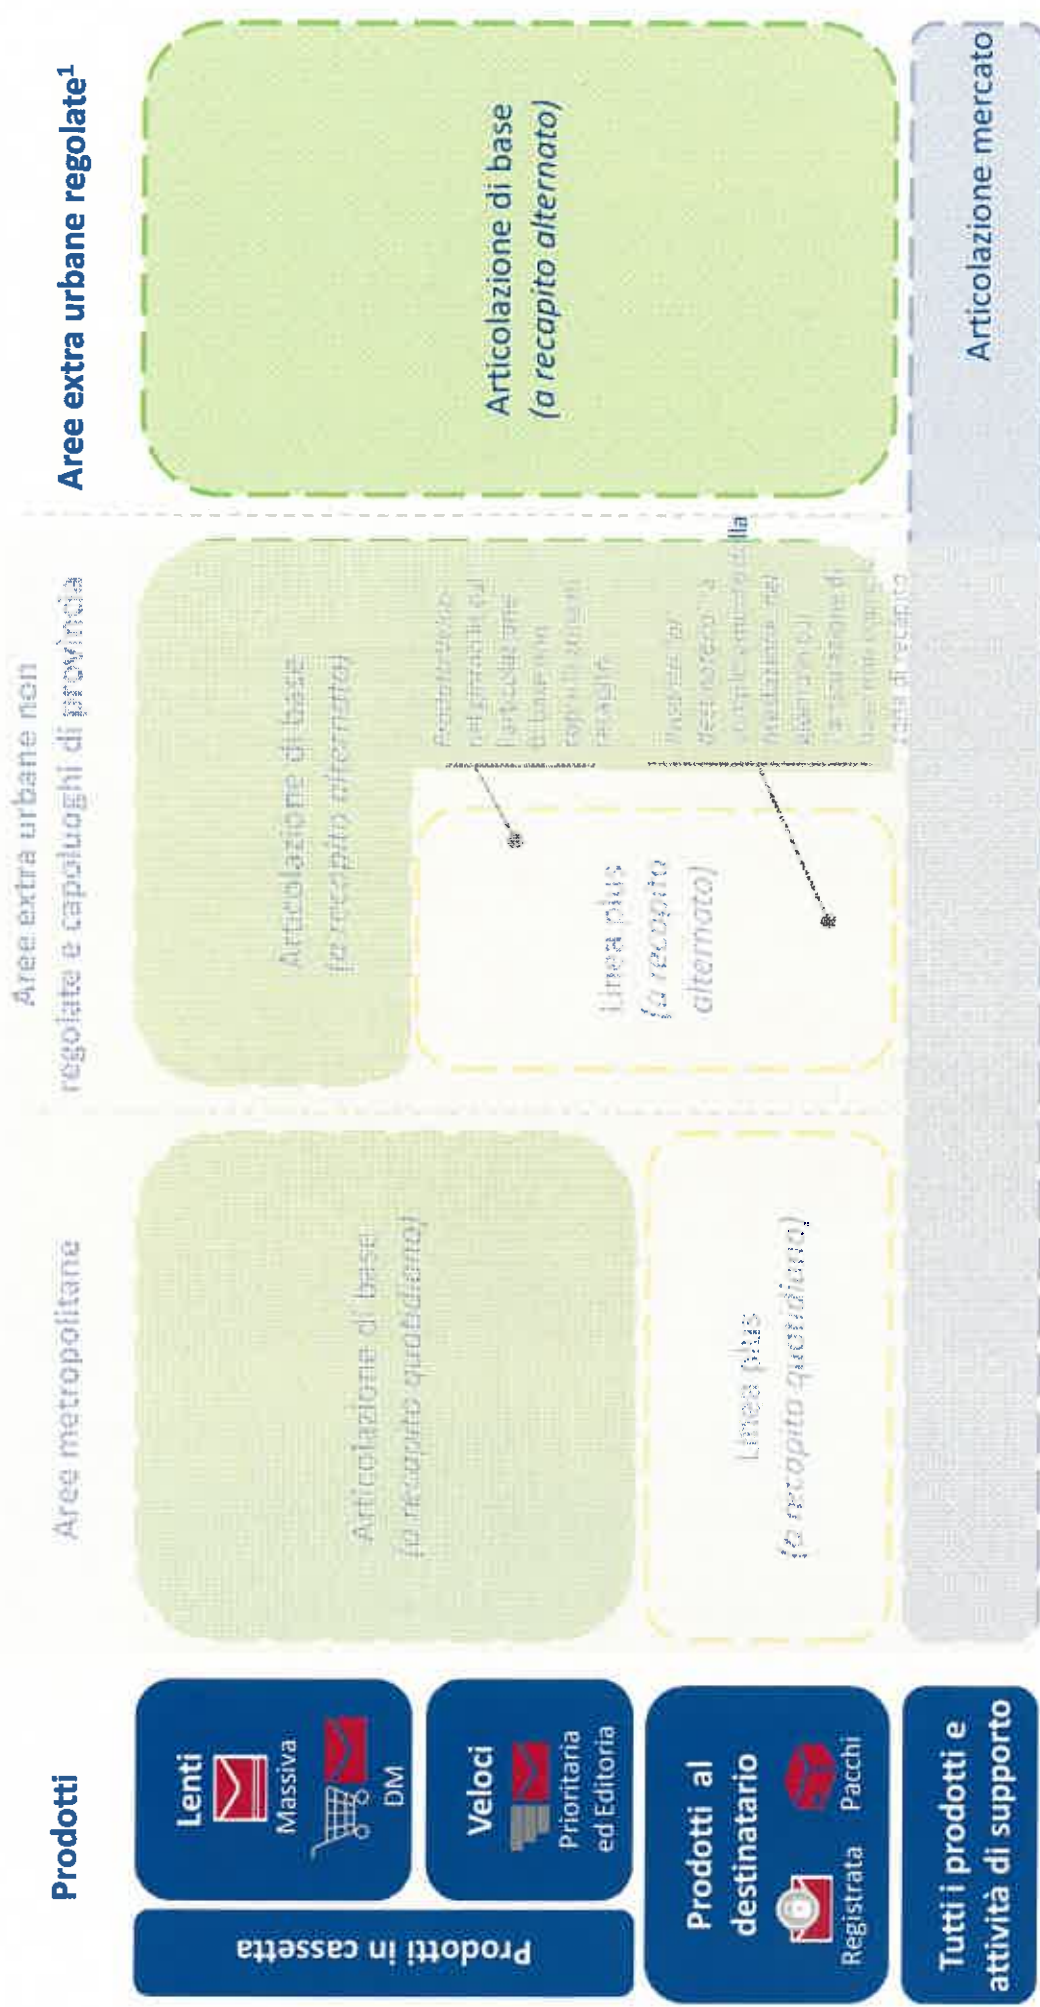 Prodotti
Aree metropolitane
Aree extra urbane non
regolate e capoluoghi di provincia
Aree extra urbane regolate¹
Prodotti in cassetta
Lenti
Massiva
DM
Veloci
Prioritaria
ed Editoria
Prodotti al
destinatario
Registrata
Pacchi
Tutti i prodotti e
attività di supporto
Articolazione di base
(a recapito quotidiano)
Linea plus
(a recapito quotidiano)
Articolazione di base
(a recapito alternato)
Linea plus
(a recapito
alternato)
Articolazione di base
(a recapito alternato)
Articolazione mercato